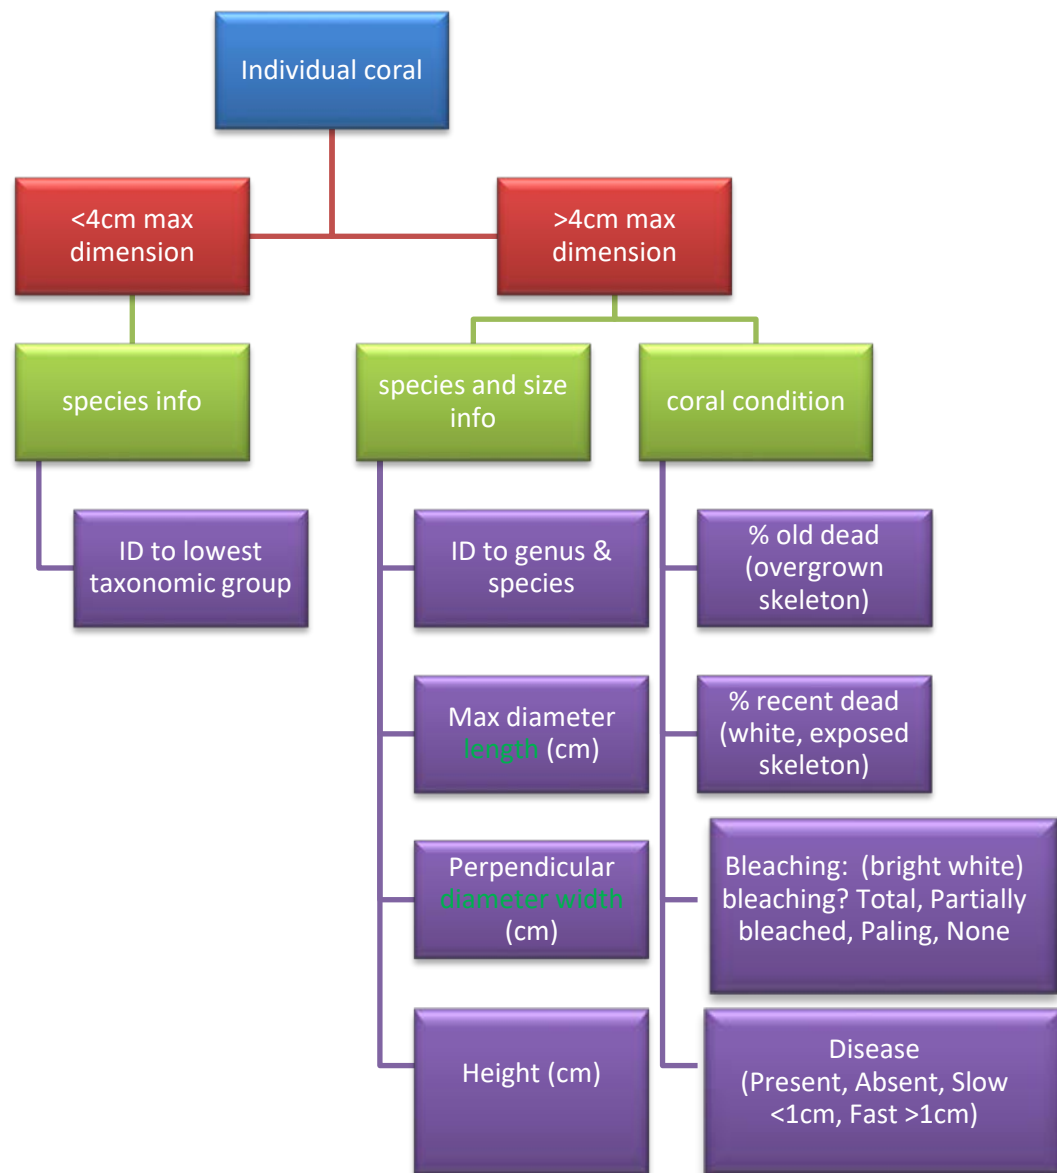 Individual coral
<4cm max
dimension
>4cm max
dimension
species info
species and size
info
coral condition
ID to lowest
taxonomic group
ID to genus &
species
Max diameter
length (cm)
Perpendicular
diameter width
(cm)
Height (cm)
% old dead
(overgrown
skeleton)
% recent dead
(white, exposed
skeleton)
Bleaching:  (bright white)
bleaching? Total, Partially
bleached, Paling, None
Disease
(Present, Absent, Slow
<1cm, Fast >1cm)